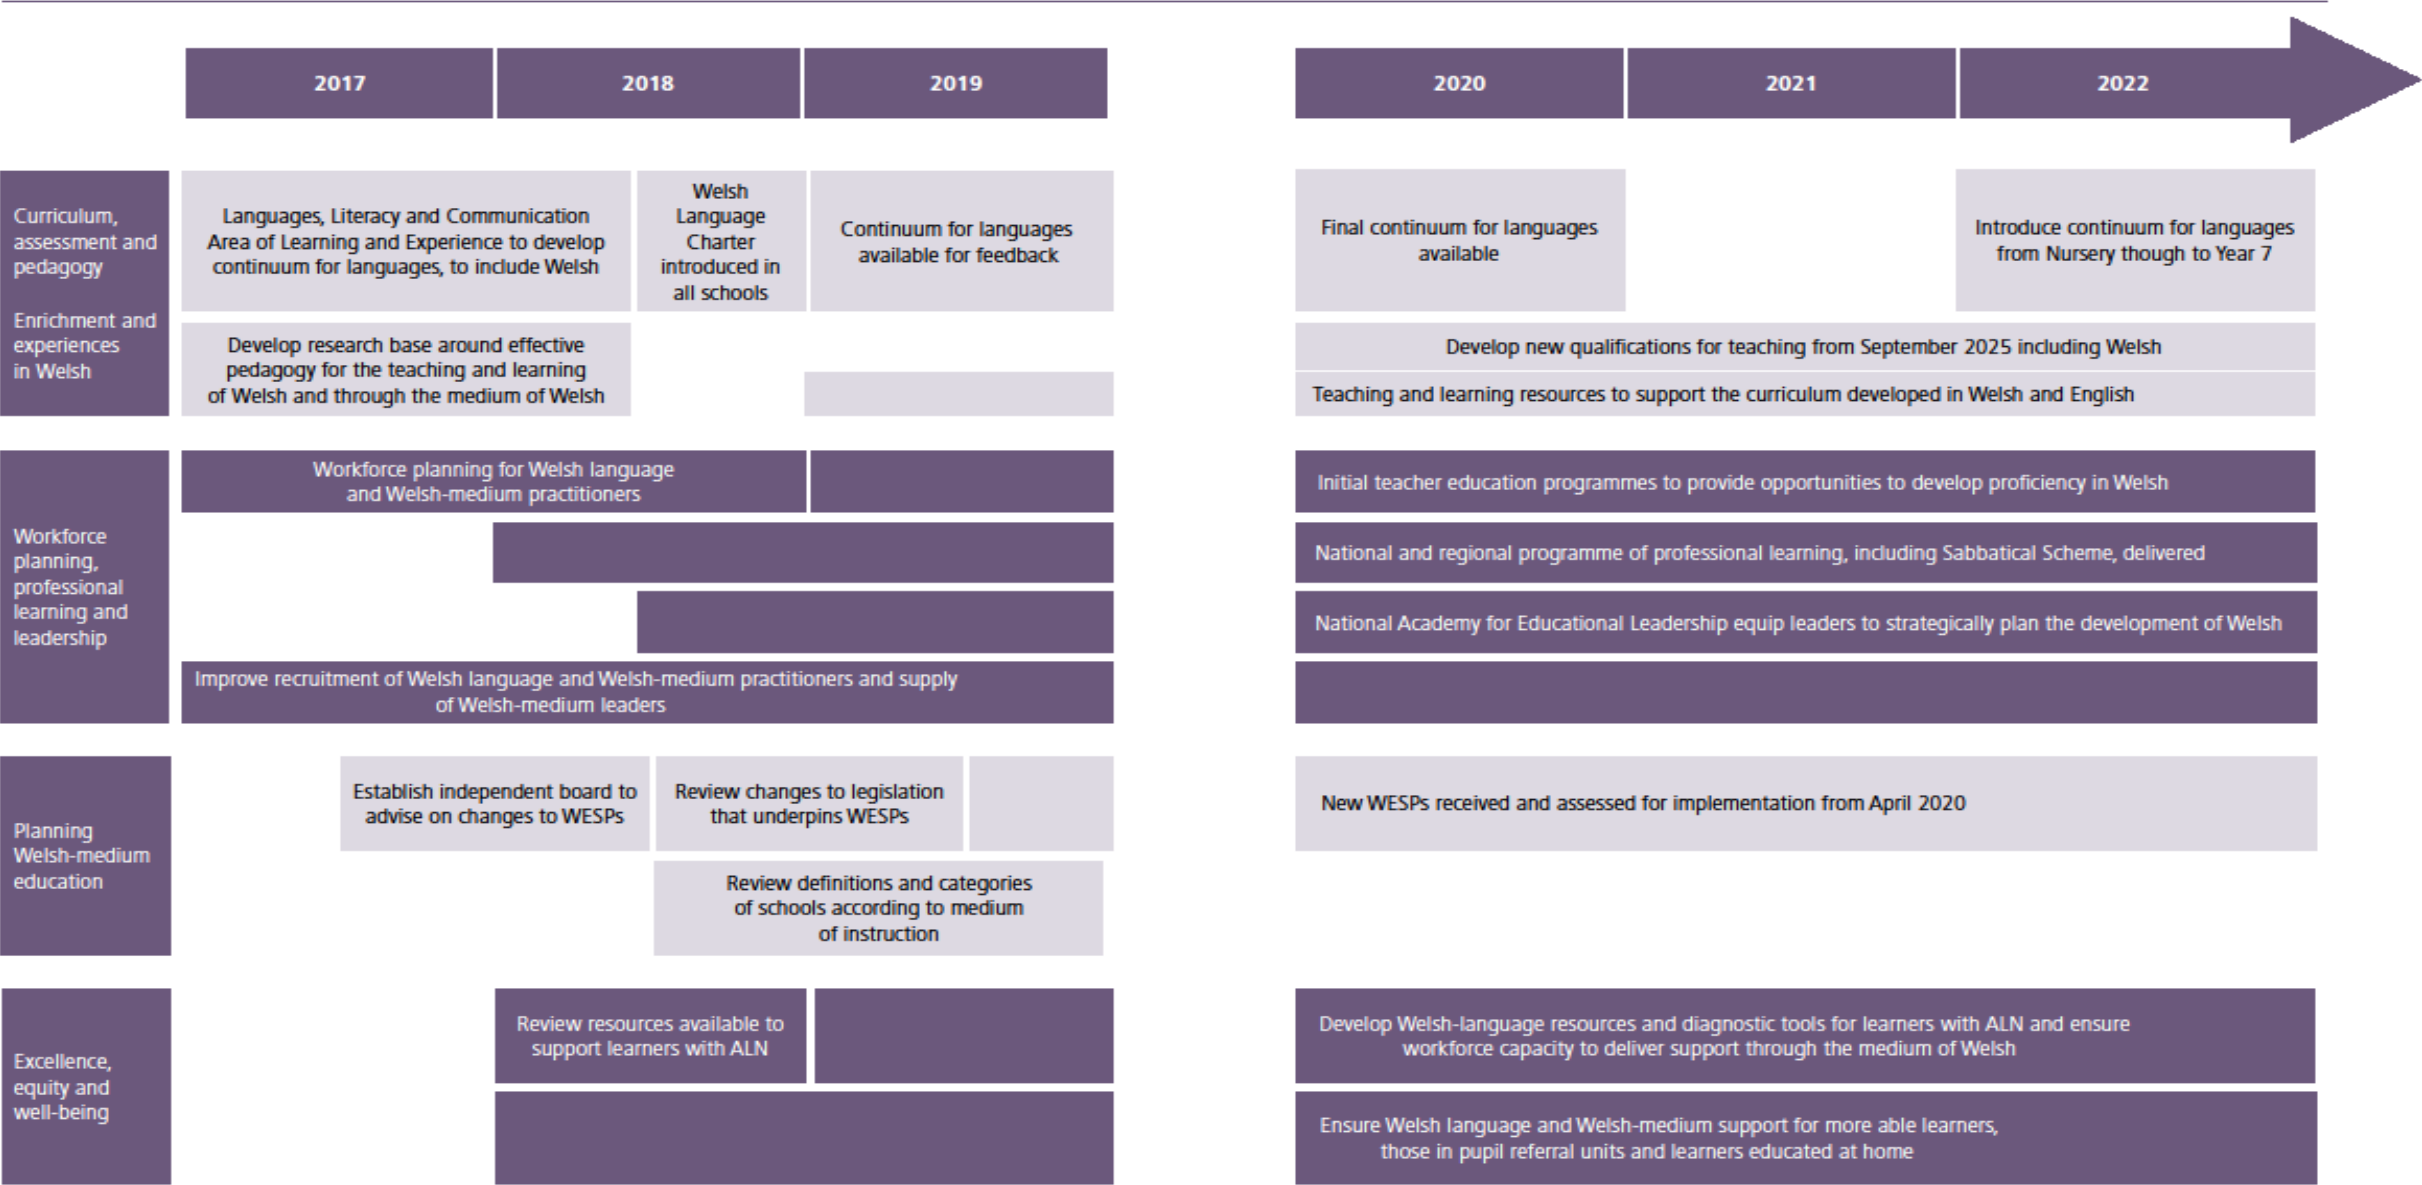 2017
2018
2019
2020
2021
2022
Curriculum,
assessment and
pedagogy
Enrichment and
experiences
in Welsh
Languages, Literacy and Communication
Area of Learning and Experience to develop
continuum for languages, to include Welsh
Welsh
Language
Charter
introduced in
all schools
Continuum for languages
available for feedback
Final continuum for languages
available
Introduce continuum for languages
from Nursery though to Year 7
Develop research base around effective
pedagogy for the teaching and learning
of Welsh and through the medium of Welsh
Develop new qualifications for teaching from September 2025 including Welsh
Teaching and learning resources to support the curriculum developed in Welsh and English
Workforce
planning,
professional
learning and
leadership
Workforce planning for Welsh language
and Welsh-medium practitioners
Initial teacher education programmes to provide opportunities to develop proficiency in Welsh
National and regional programme of professional learning, including Sabbatical Scheme, delivered
National Academy for Educational Leadership equip leaders to strategically plan the development of Welsh
Improve recruitment of Welsh language and Welsh-medium practitioners and supply
of Welsh-medium leaders
Planning
Welsh-medium
education
Establish independent board to
advise on changes to WESPs
Review changes to legislation
that underpins WESPs
New WESPs received and assessed for implementation from April 2020
Review definitions and categories
of schools according to medium
of instruction
Excellence,
equity and
well-being
Review resources available to
support learners with ALN
Develop Welsh-language resources and diagnostic tools for learners with ALN and ensure
workforce capacity to deliver support through the medium of Welsh
Ensure Welsh language and Welsh-medium support for more able learners,
those in pupil referral units and learners educated at home